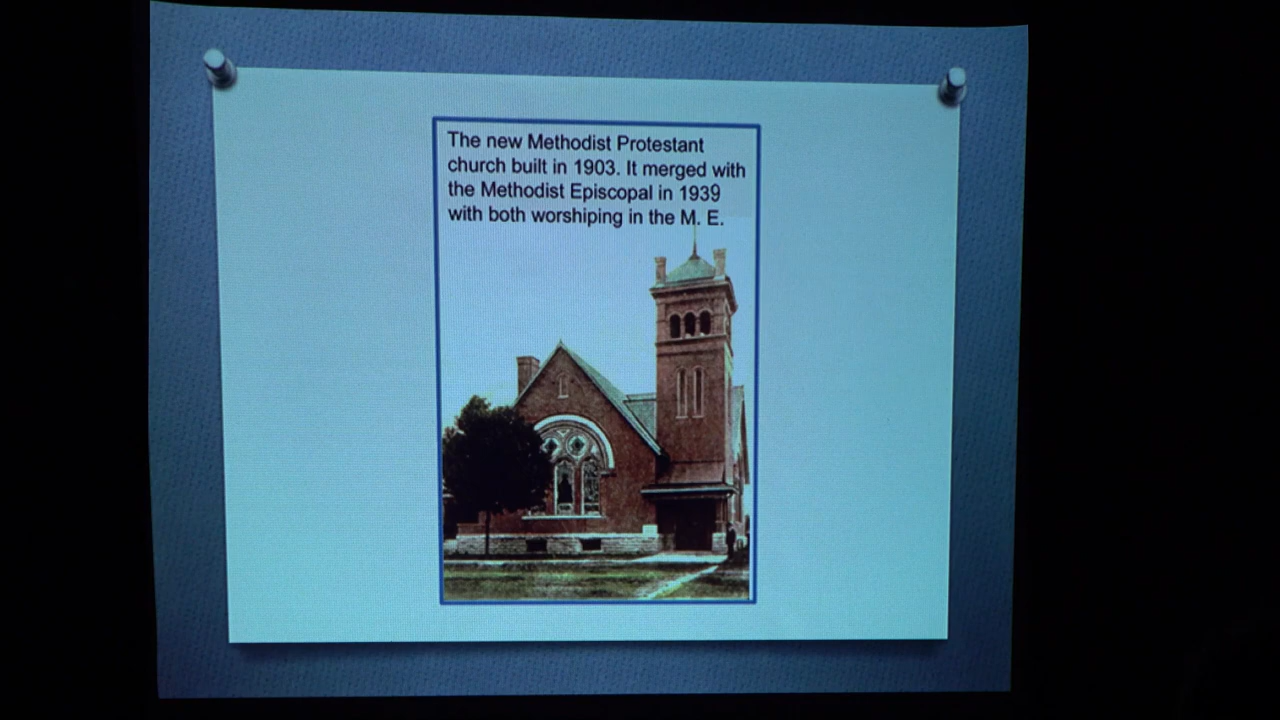 The new Methodist Protestant
church built in 1903. It merged with
the Methodist Episcopal in 1939
with both worshiping in the M. E.